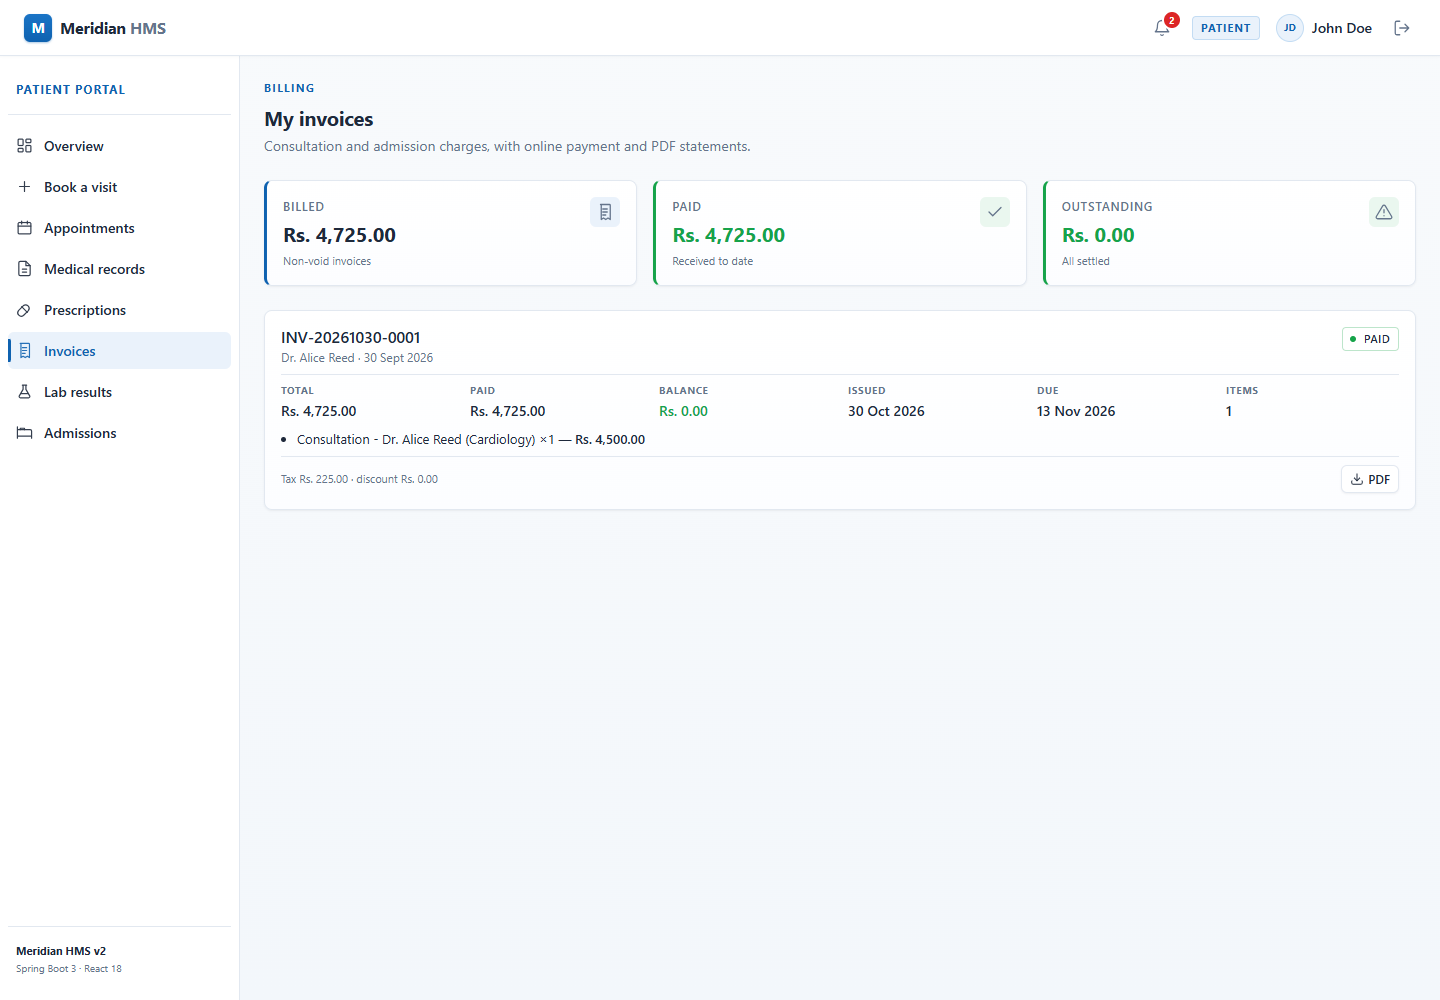 M Meridian HMS
2
PATIENT
JD John Doe
PATIENT PORTAL
Overview
Book a visit
Appointments
Medical records
Prescriptions
Invoices
Lab results
Admissions
Meridian HMS v2
Spring Boot 3 · React 18
BILLING
My invoices
Consultation and admission charges, with online payment and PDF statements.
BILLED
Rs. 4,725.00
Non-void invoices
PAID
Rs. 4,725.00
Received to date
OUTSTANDING
Rs. 0.00
All settled
INV-20261030-0001
Dr. Alice Reed · 30 Sept 2026
PAID
TOTAL PAID BALANCE ISSUED DUE ITEMS
Rs. 4,725.00 Rs. 4,725.00 Rs. 0.00 30 Oct 2026 13 Nov 2026 1
• Consultation - Dr. Alice Reed (Cardiology) ×1 — Rs. 4,500.00
Tax Rs. 225.00 · discount Rs. 0.00
PDF